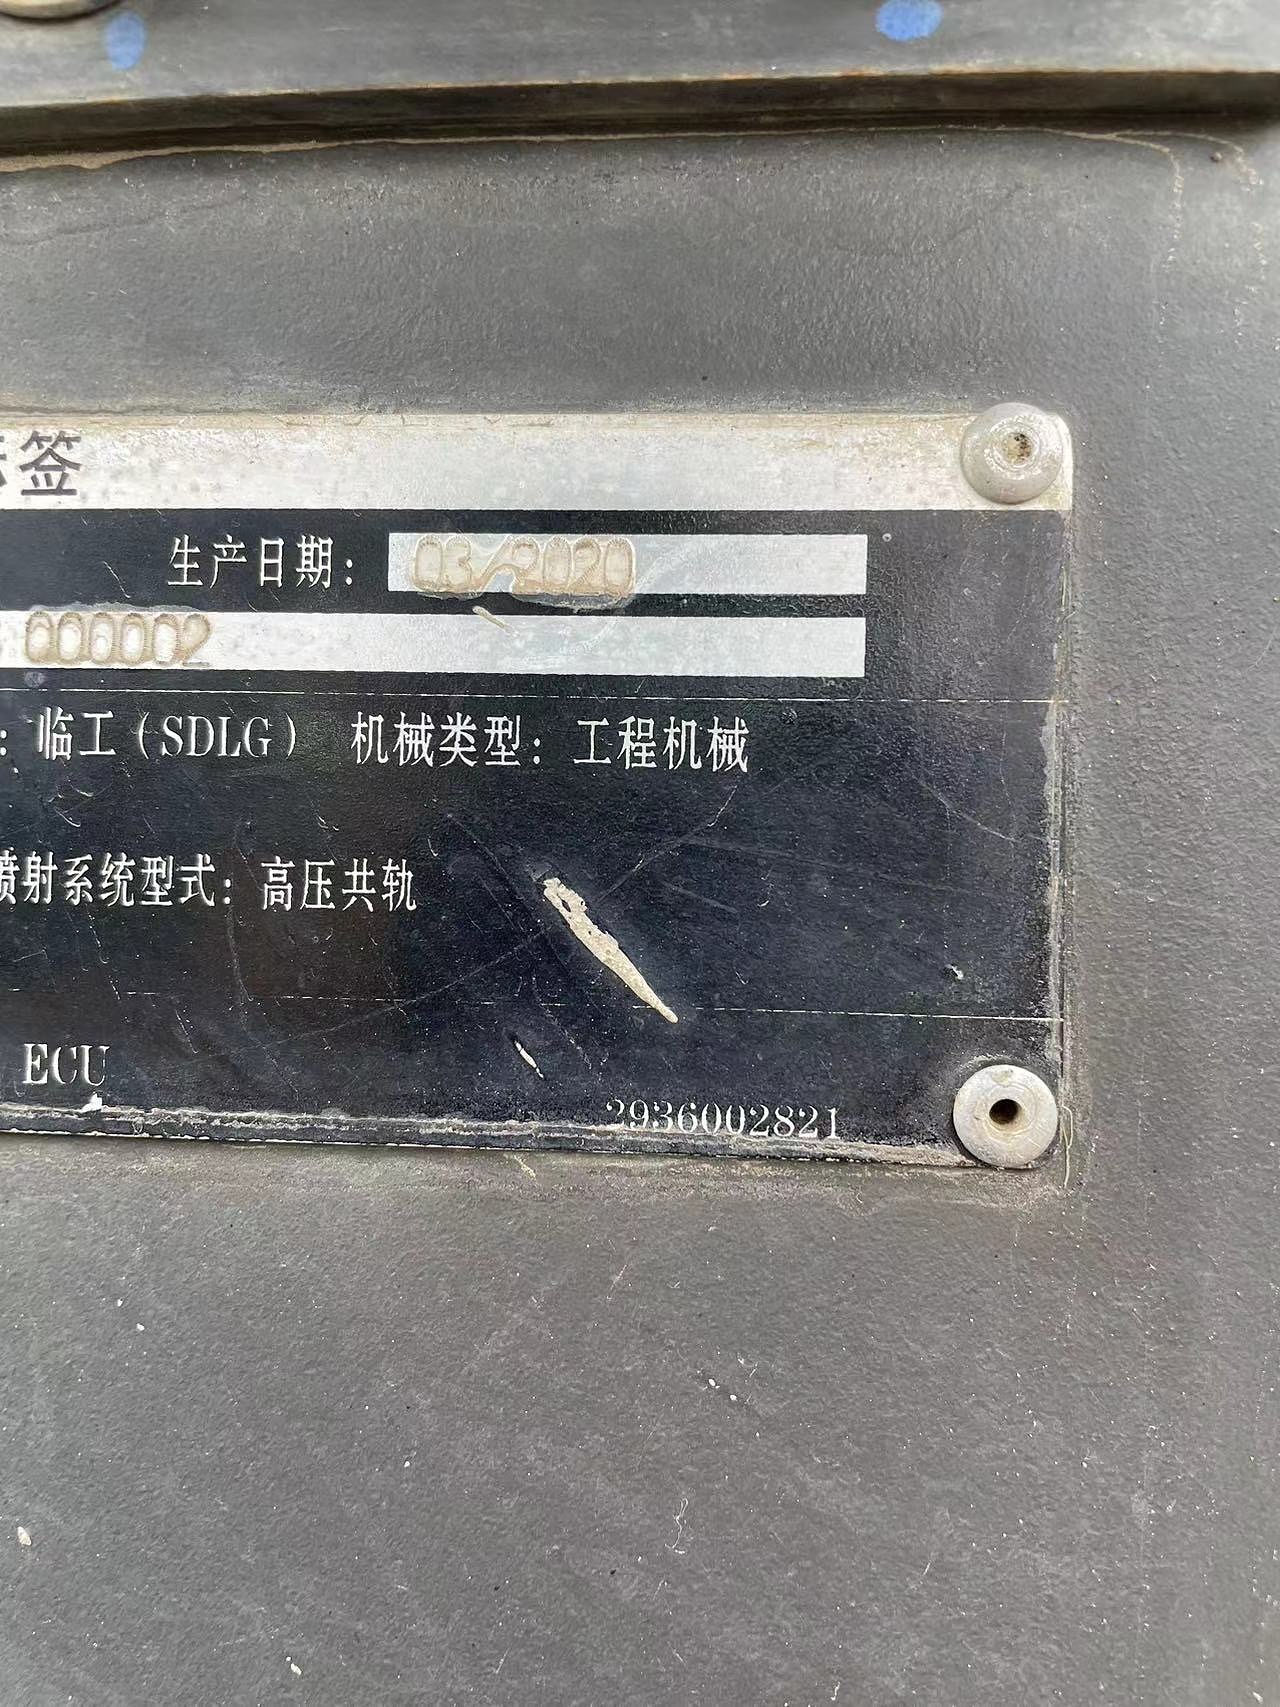 签
生产日期: 03/2020
000002
: 临工(SDLG) 机械类型: 工程机械
喷射系统型式: 高压共轨
ECU
2936002821